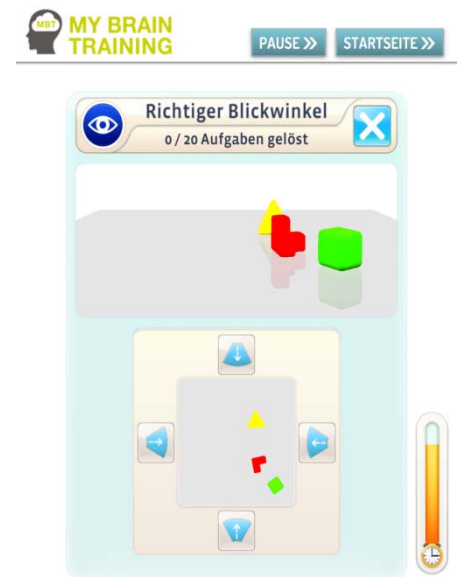 MBT
MY BRAIN
TRAINING
PAUSE >>
STARTSEITE >>
Richtiger Blickwinkel
0 / 20 Aufgaben gelöst